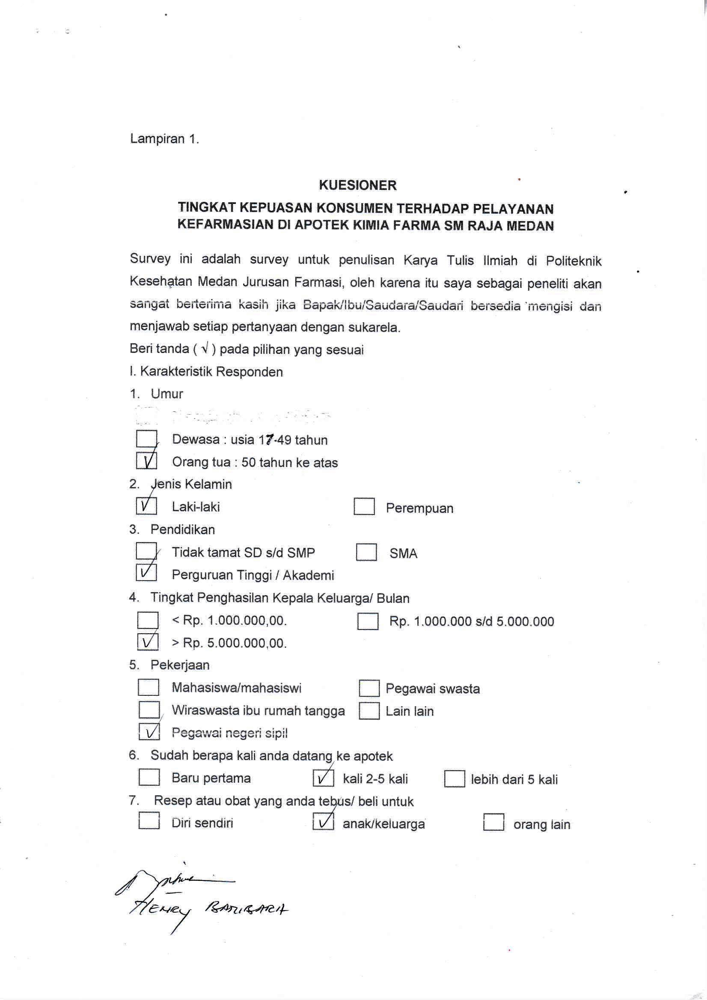 Lampiran 1.
KUESIONER
TINGKAT KEPUASAN KONSUMEN TERHADAP PELAYANAN
KEFARMASIAN DI APOTEK KIMIA FARMA SM RAJA MEDAN
Survey ini adalah survey untuk penulisan Karya Tulis Ilmiah di Politeknik
Kesehatan Medan Jurusan Farmasi, oleh karena itu saya sebagai peneliti akan
sangat berterima kasih jika Bapak/Ibu/Saudara/Saudari bersedia mengisi dan
menjawab setiap pertanyaan dengan sukarela.
Beri tanda ( √ ) pada pilihan yang sesuai
I. Karakteristik Responden
1. Umur
Dewasa : usia 17-49 tahun
√ Orang tua : 50 tahun ke atas
2. Jenis Kelamin
√ Laki-laki Perempuan
3. Pendidikan
Tidak tamat SD s/d SMP SMA
√ Perguruan Tinggi / Akademi
4. Tingkat Penghasilan Kepala Keluarga/ Bulan
< Rp. 1.000.000,00. Rp. 1.000.000 s/d 5.000.000
√ > Rp. 5.000.000,00.
5. Pekerjaan
Mahasiswa/mahasiswi Pegawai swasta
Wiraswasta ibu rumah tangga Lain lain
√ Pegawai negeri sipil
6. Sudah berapa kali anda datang ke apotek
Baru pertama √ kali 2-5 kali lebih dari 5 kali
7. Resep atau obat yang anda tebus/ beli untuk
Diri sendiri √ anak/keluarga orang lain
HENRY